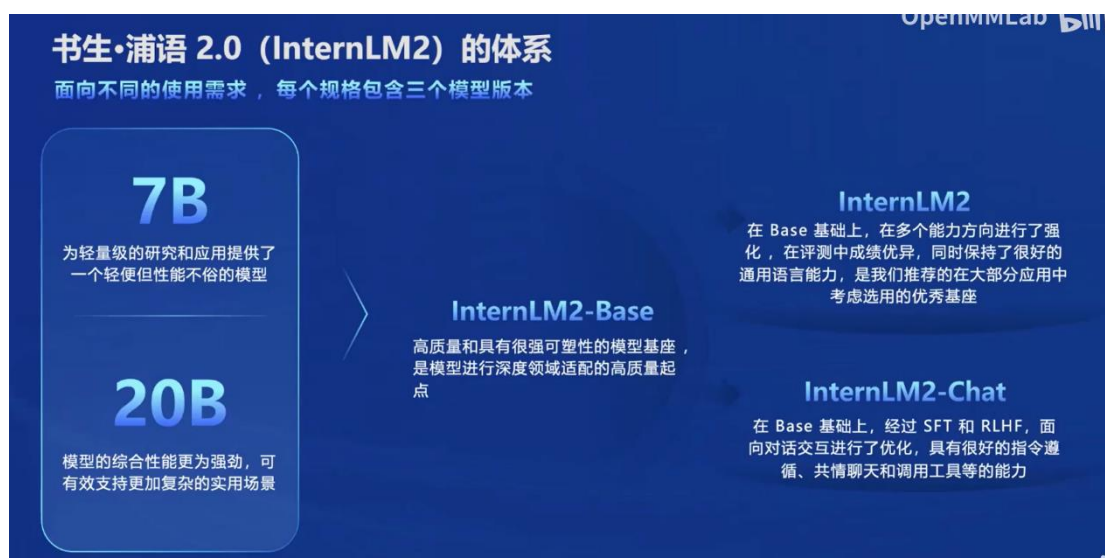 OpenMMLab
书生•浦语 2.0（InternLM2）的体系
面向不同的使用需求，每个规格包含三个模型版本
7B
为轻量级的研究和应用提供了
一个轻便但性能不俗的模型
20B
模型的综合性能更为强劲，可
有效支持更加复杂的实用场景
InternLM2-Base
高质量和具有很强可塑性的模型基座，
是模型进行深度领域适配的高质量起
点
InternLM2
在 Base 基础上，在多个能力方向进行了强
化，在评测中成绩优异，同时保持了很好的
通用语言能力，是我们推荐的在大部分应用中
考虑选用的优秀基座
InternLM2-Chat
在 Base 基础上，经过 SFT 和 RLHF，面
向对话交互进行了优化，具有很好的指令遵
循、共情聊天和调用工具等的能力